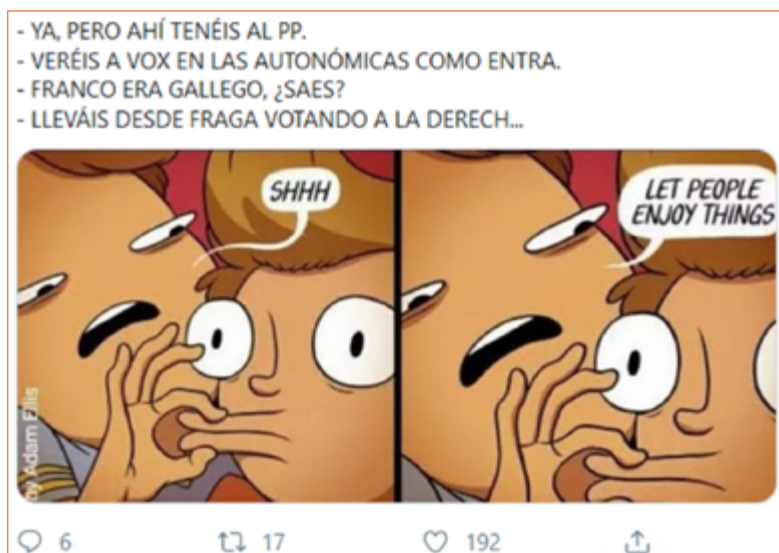 - YA, PERO AHÍ TENÉIS AL PP.
- VERÉIS A VOX EN LAS AUTONÓMICAS COMO ENTRA.
- FRANCO ERA GALLEGO, ¿SAES?
- LLEVÁIS DESDE FRAGA VOTANDO A LA DERECH...
SHHH
LET PEOPLE
ENJOY THINGS
by Adam Ellis
6 17 192